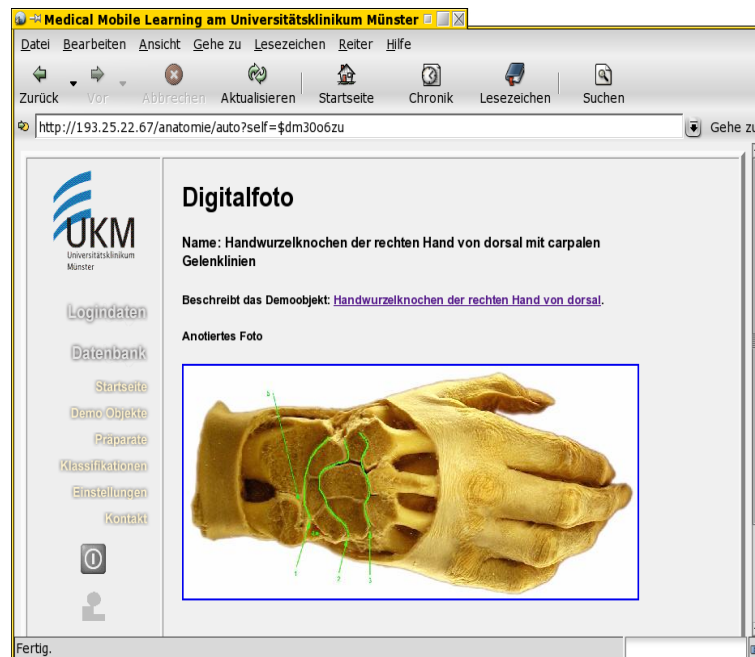 Medical Mobile Learning am Universitätsklinikum Münster
Datei Bearbeiten Ansicht Gehe zu Lesezeichen Reiter Hilfe
Zurück Vor Abbrechen Aktualisieren Startseite Chronik Lesezeichen Suchen
http://193.25.22.67/anatomie/auto?self=$dm30o6zu Gehe zu
UKM
Universitätsklinikum
Münster
Logindaten
Datenbank
Startseite
Demo Objekte
Präparate
Klassifikationen
Einstellungen
Kontakt
Digitalfoto
Name: Handwurzelknochen der rechten Hand von dorsal mit carpalen
Gelenklinien
Beschreibt das Demoobjekt: Handwurzelknochen der rechten Hand von dorsal.
Anotiertes Foto
1 2 3
Fertig.